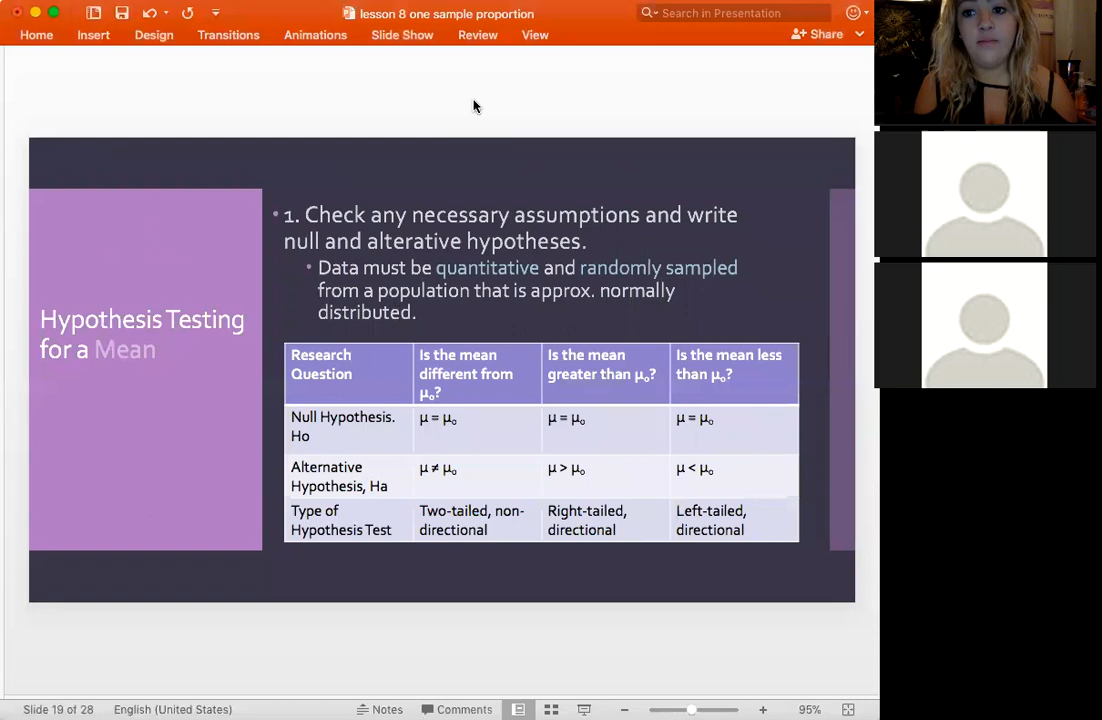 lesson 8 one sample proportion
Search in Presentation
Home Insert Design Transitions Animations Slide Show Review View
Share
Hypothesis Testing
for a Mean
• 1. Check any necessary assumptions and write
null and alterative hypotheses.
• Data must be quantitative and randomly sampled
from a population that is approx. normally
distributed.
Research
Question
Is the mean
different from
μ₀?
Is the mean
greater than μ₀?
Is the mean less
than μ₀?
Null Hypothesis.
Ho
μ = μ₀
μ = μ₀
μ = μ₀
Alternative
Hypothesis, Ha
μ ≠ μ₀
μ > μ₀
μ < μ₀
Type of
Hypothesis Test
Two-tailed, non-
directional
Right-tailed,
directional
Left-tailed,
directional
Slide 19 of 28 English (United States) Notes Comments 95%